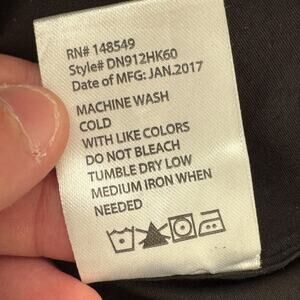 RN# 148549
Style# DN912HK60
Date of MFG: JAN.2017
MACHINE WASH
COLD
WITH LIKE COLORS
DO NOT BLEACH
TUMBLE DRY LOW
MEDIUM IRON WHEN
NEEDED